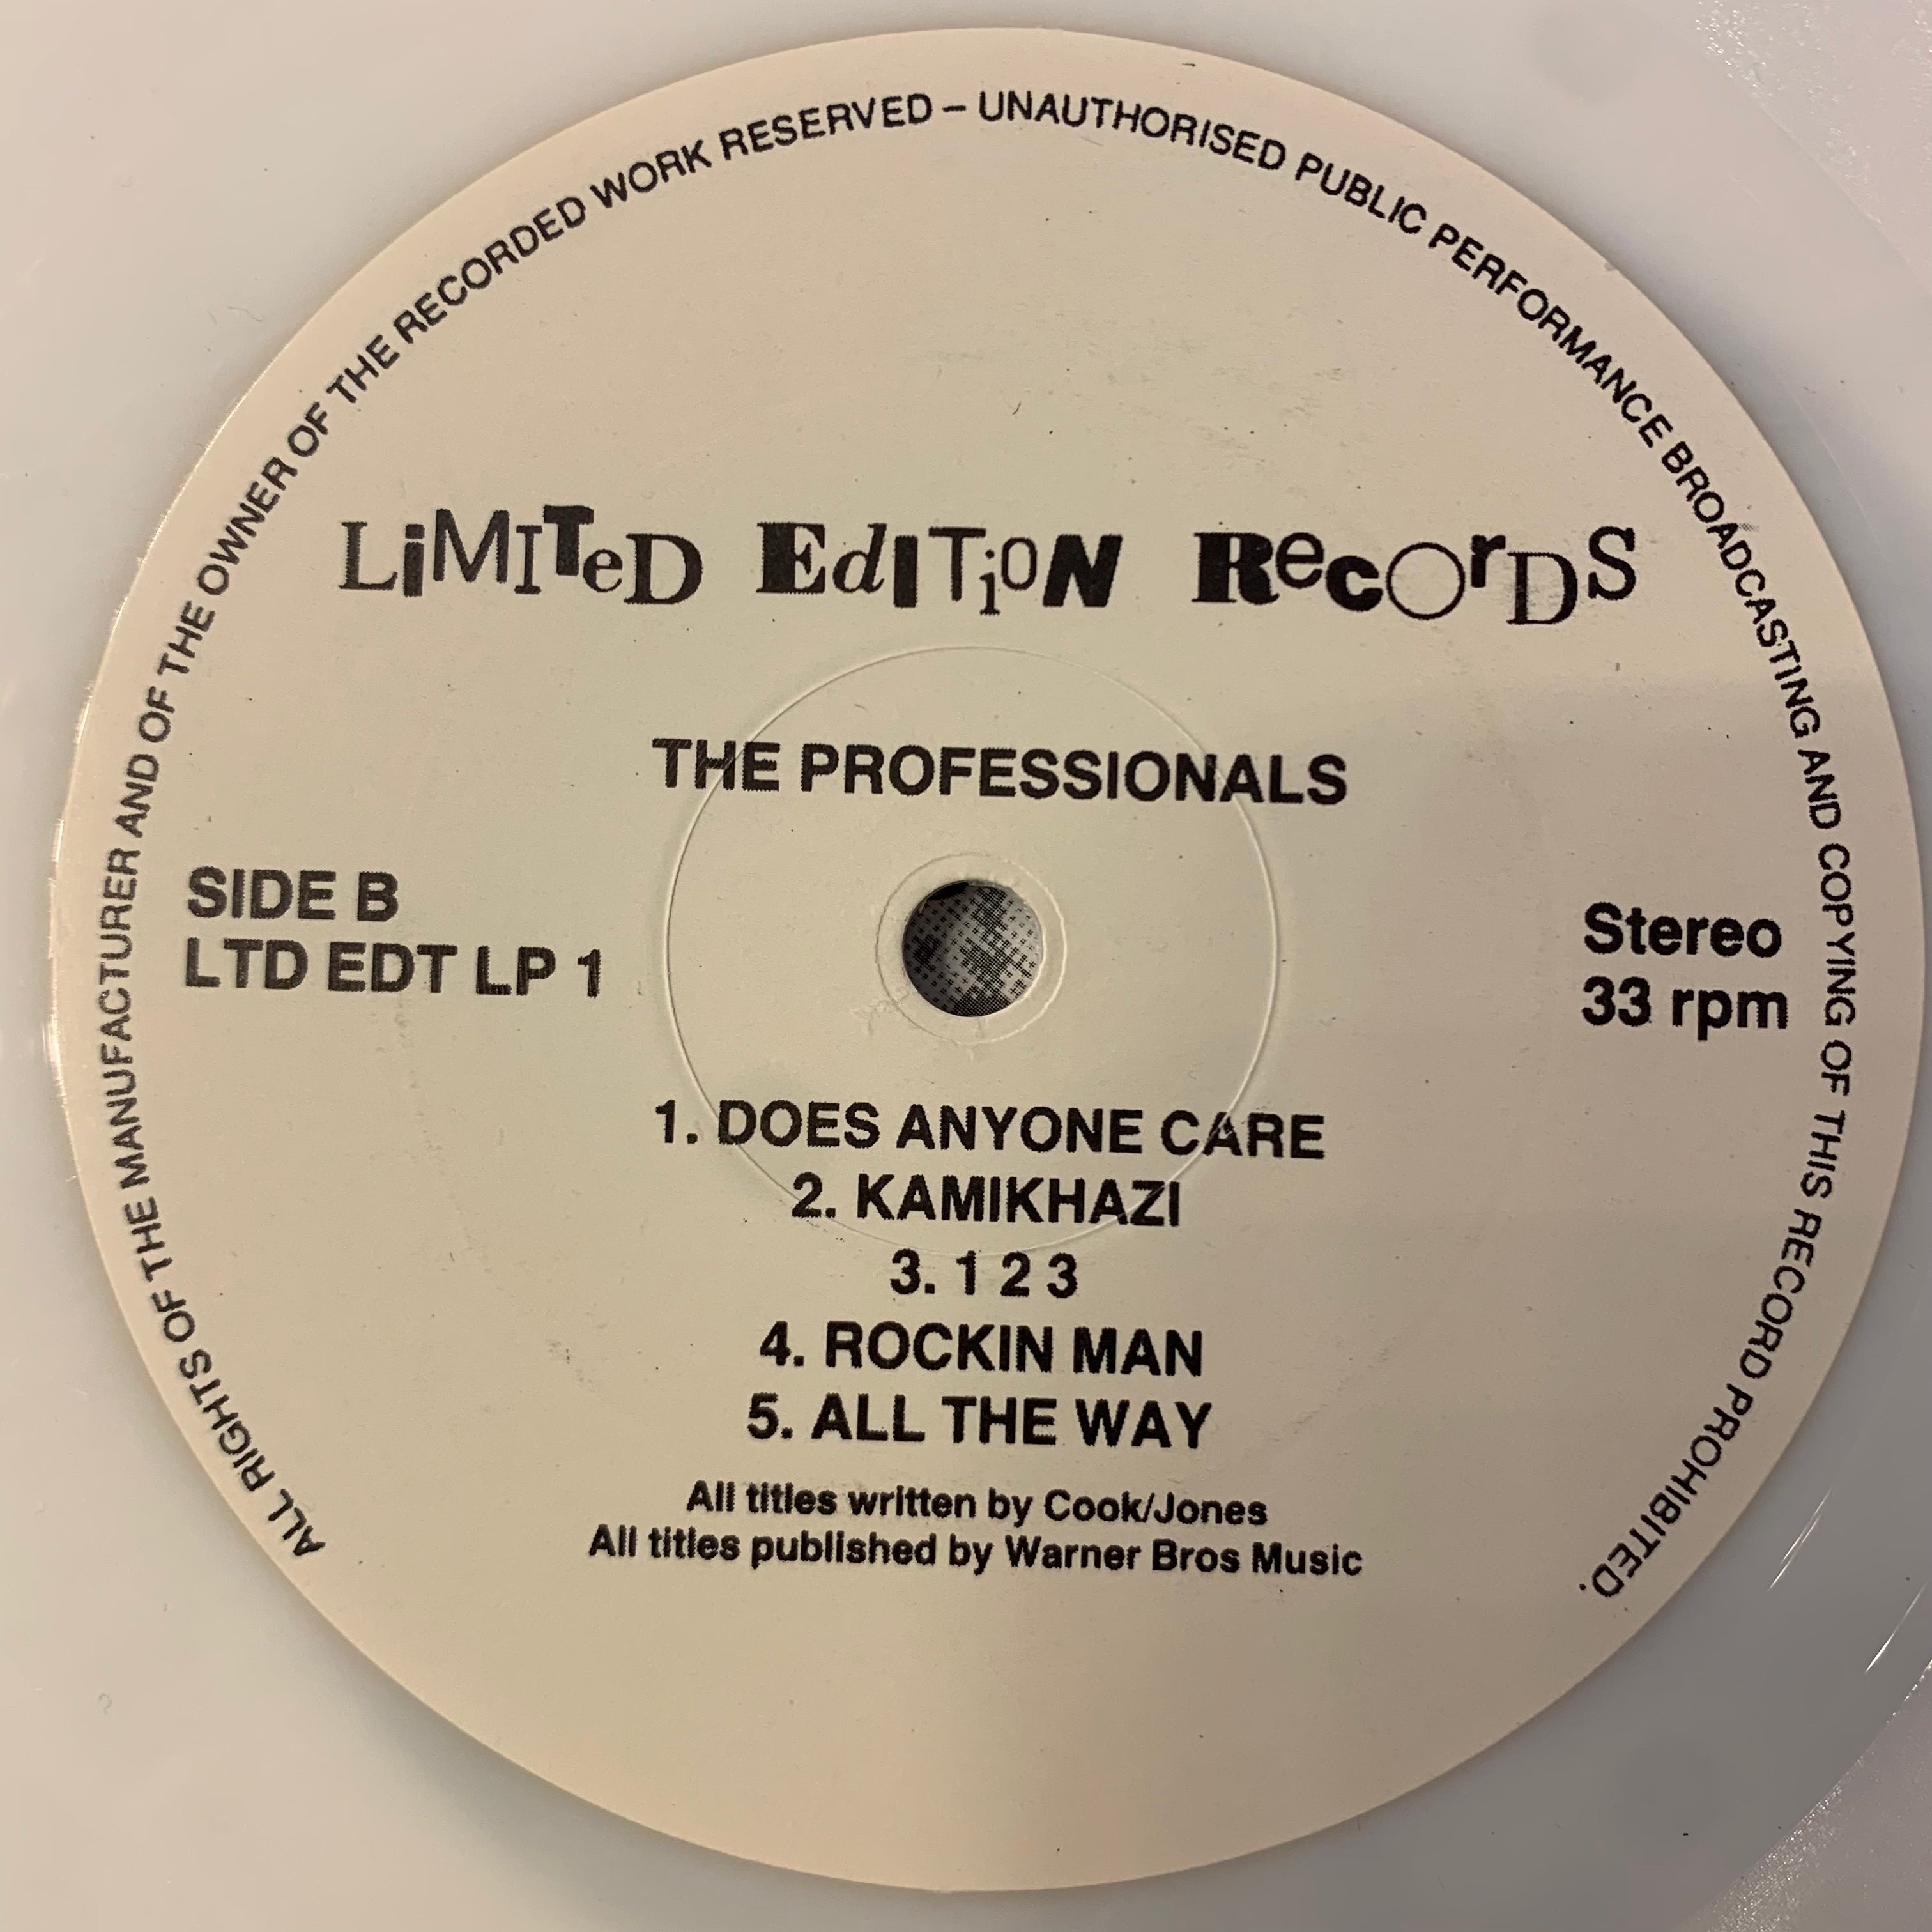 ALL RIGHTS OF THE MANUFACTURER AND OF THE OWNER OF THE RECORDED WORK RESERVED – UNAUTHORISED PUBLIC PERFORMANCE BROADCASTING AND COPYING OF THIS RECORD PROHIBITED.
LiMITeD EdITioN RecOrDS
THE PROFESSIONALS
SIDE B
LTD EDT LP 1
Stereo
33 rpm
1. DOES ANYONE CARE
2. KAMIKHAZI
3. 1 2 3
4. ROCKIN MAN
5. ALL THE WAY
All titles written by Cook/Jones
All titles published by Warner Bros Music